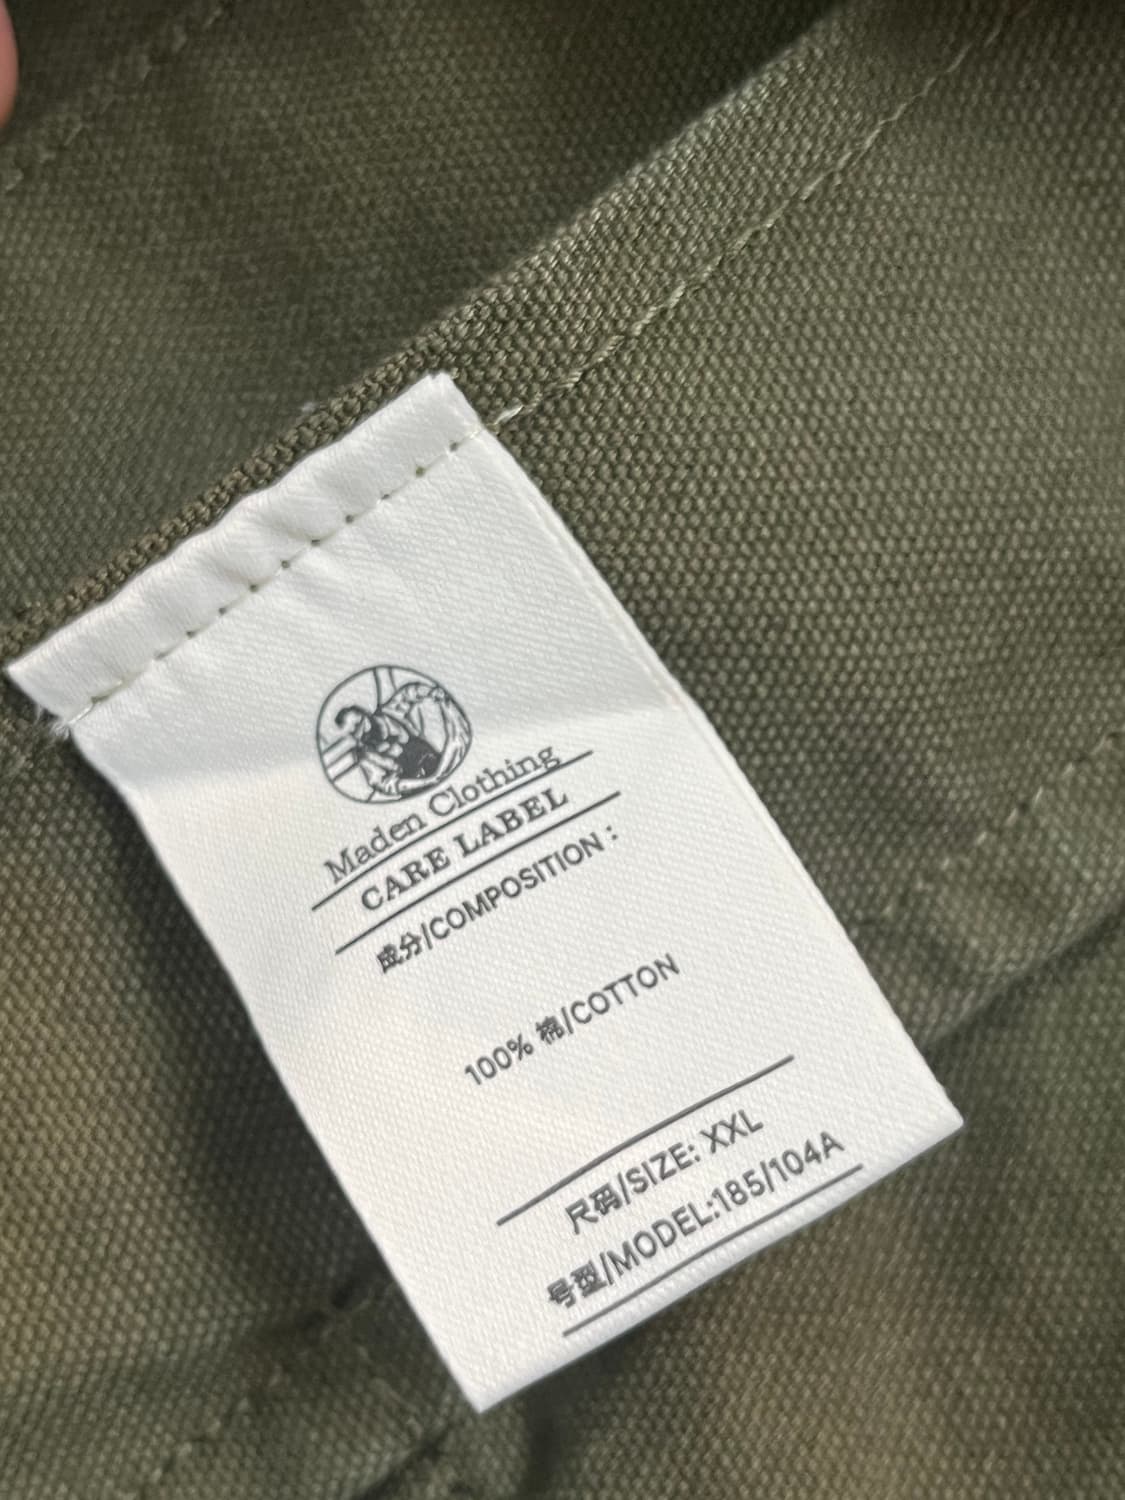 Maden Clothing
CARE LABEL
成分/COMPOSITION :
100% 棉/COTTON
尺码/SIZE: XXL
号型/MODEL:185/104A